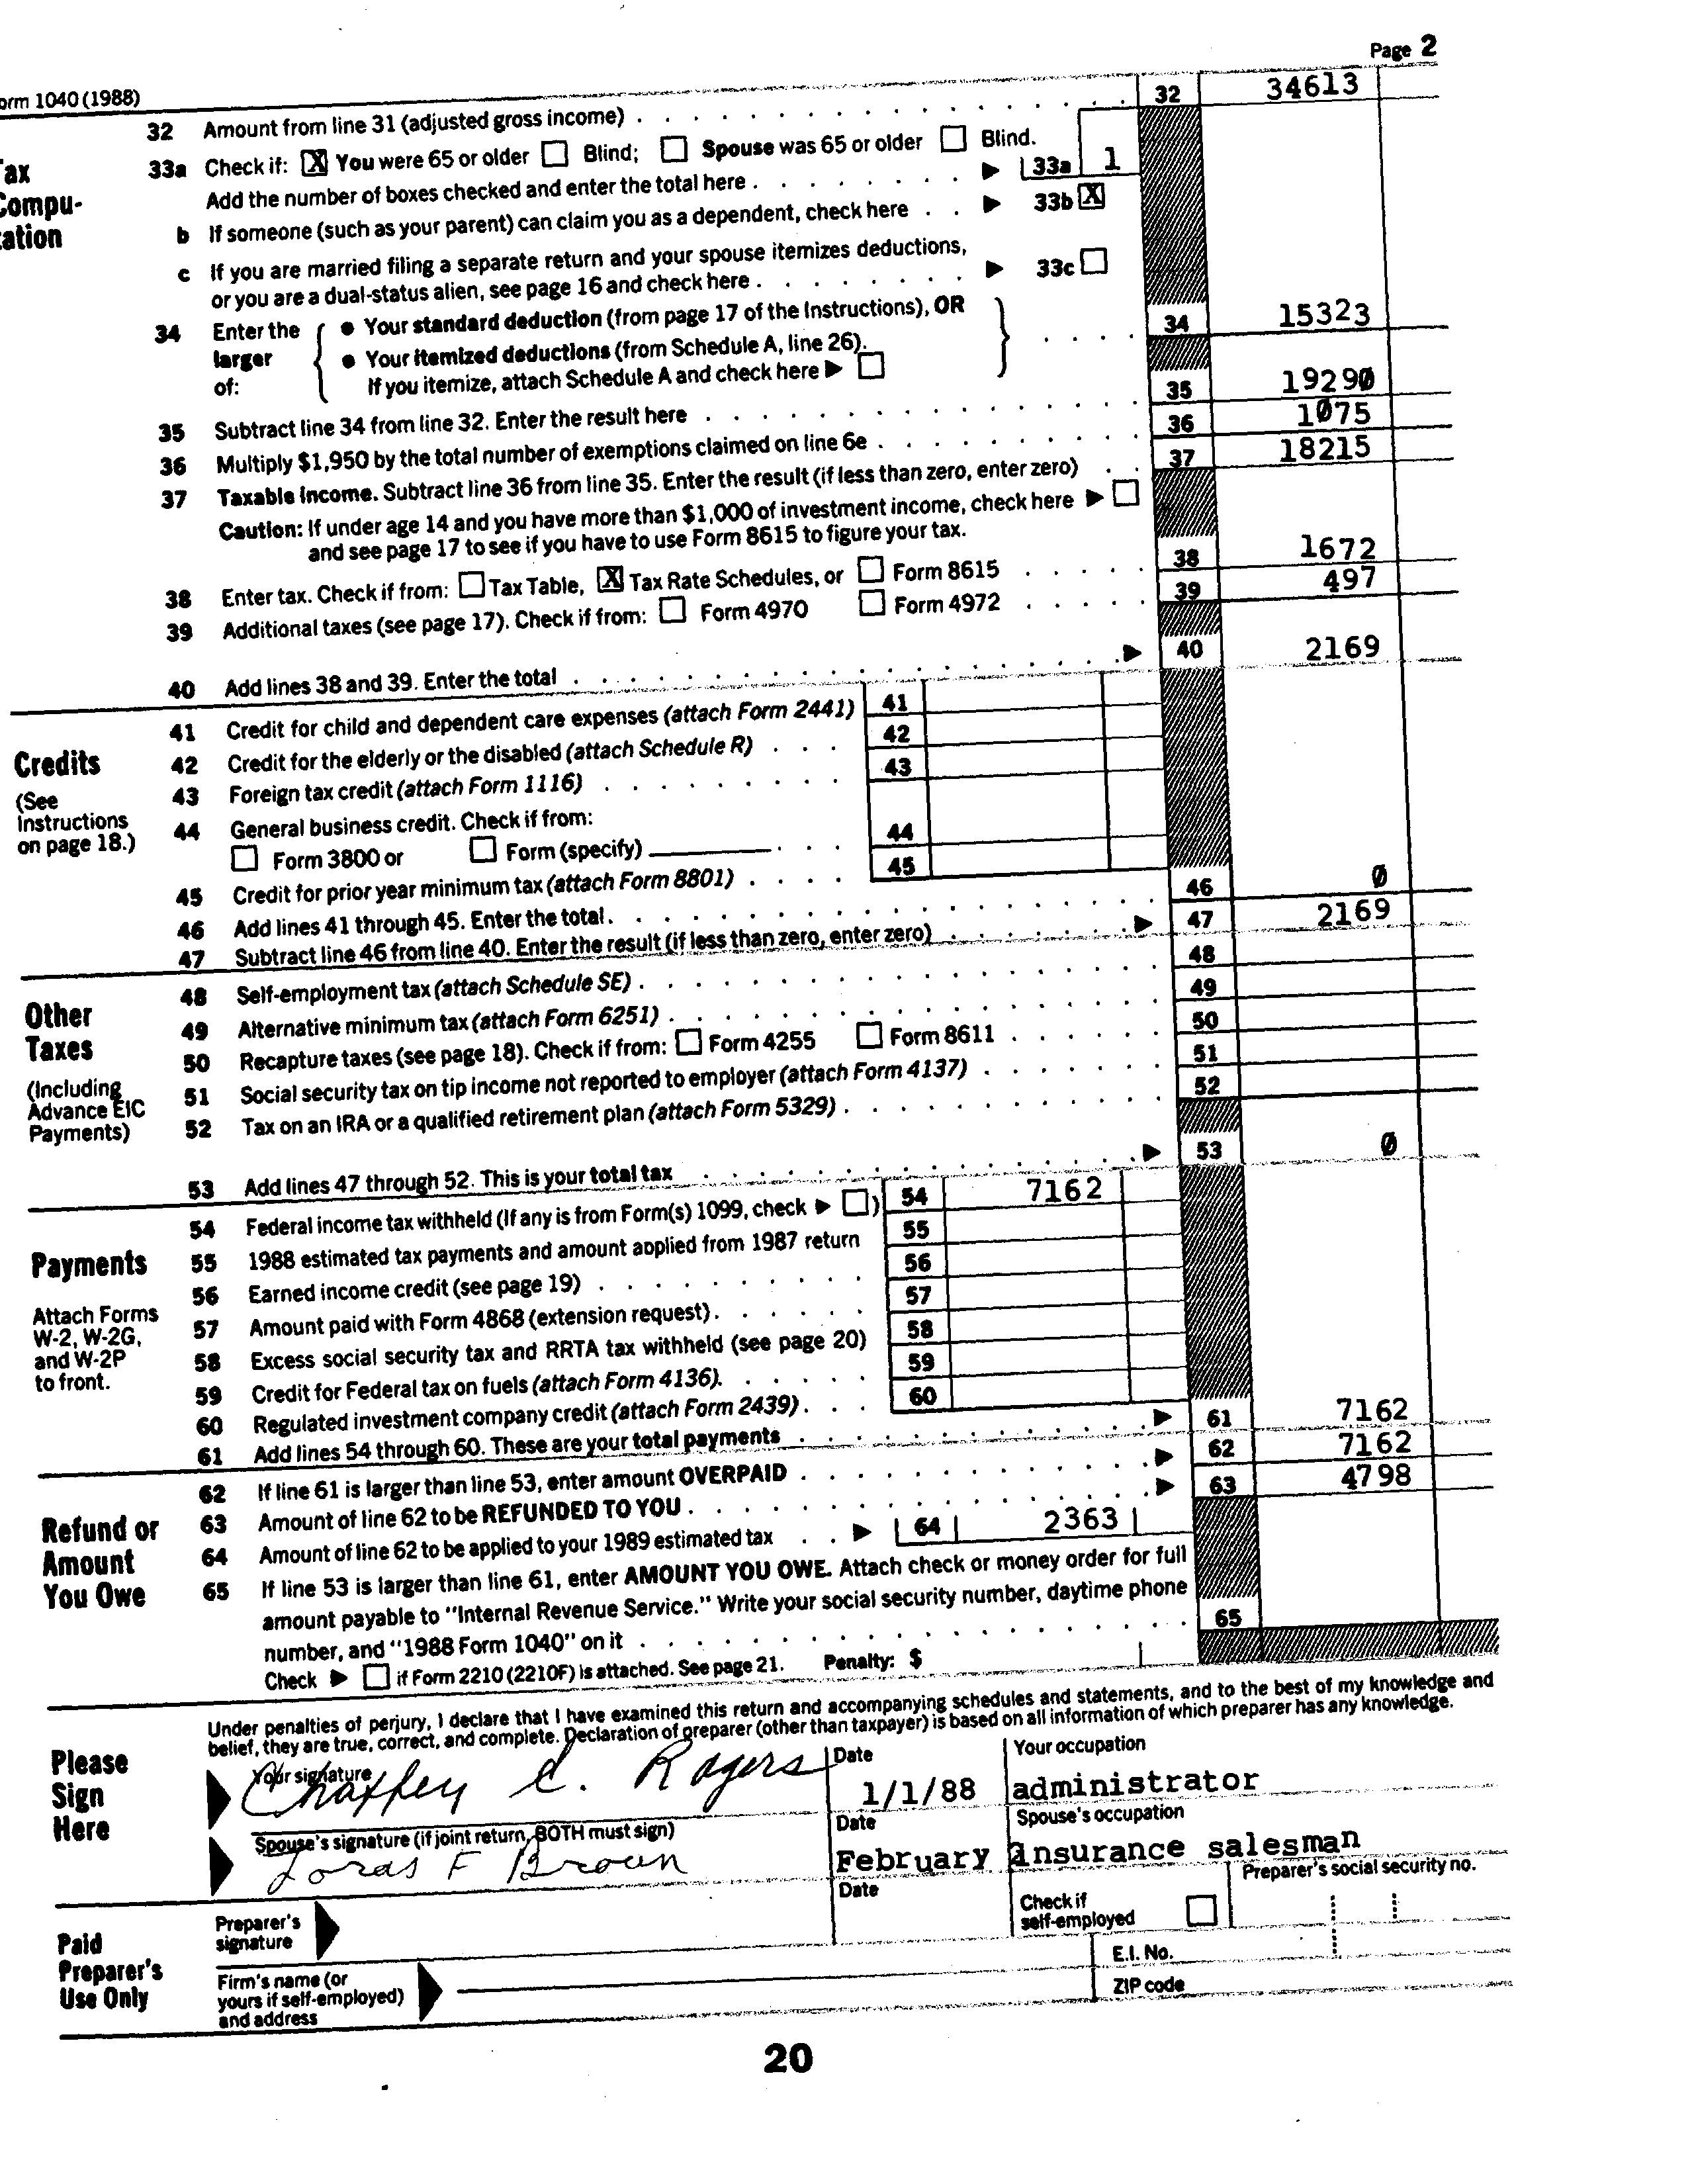 Page 2
orm 1040 (1988)
32 Amount from line 31 (adjusted gross income) . . . . 32 34613
Tax Compu- tation
33a Check if: [X] You were 65 or older [ ] Blind; [ ] Spouse was 65 or older [ ] Blind.
Add the number of boxes checked and enter the total here . . . . ▶ 33a 1
b If someone (such as your parent) can claim you as a dependent, check here . . ▶ 33b [X]
c If you are married filing a separate return and your spouse itemizes deductions,
or you are a dual-status alien, see page 16 and check here . . . . ▶ 33c [ ]
34 Enter the larger of: { • Your standard deduction (from page 17 of the Instructions), OR
• Your itemized deductions (from Schedule A, line 26).
If you itemize, attach Schedule A and check here ▶ [ ] } . . . . 34 15323
35 Subtract line 34 from line 32. Enter the result here . . . . 35 19290
36 Multiply $1,950 by the total number of exemptions claimed on line 6e . . . . 36 1075
37 Taxable income. Subtract line 36 from line 35. Enter the result (if less than zero, enter zero) . . 37 18215
Caution: If under age 14 and you have more than $1,000 of investment income, check here ▶ [ ]
and see page 17 to see if you have to use Form 8615 to figure your tax.
38 Enter tax. Check if from: [ ] Tax Table, [X] Tax Rate Schedules, or [ ] Form 8615 . . . . 38 1672
39 Additional taxes (see page 17). Check if from: [ ] Form 4970 [ ] Form 4972 . . . . 39 497
40 Add lines 38 and 39. Enter the total . . . . ▶ 40 2169
Credits
(See Instructions on page 18.)
41 Credit for child and dependent care expenses (attach Form 2441) 41
42 Credit for the elderly or the disabled (attach Schedule R) . . . 42
43 Foreign tax credit (attach Form 1116) . . . . 43
44 General business credit. Check if from:
[ ] Form 3800 or [ ] Form (specify) ______ . . . 44
45 Credit for prior year minimum tax (attach Form 8801) . . . . 45
46 Add lines 41 through 45. Enter the total . . . . 46 0
47 Subtract line 46 from line 40. Enter the result (if less than zero, enter zero) . . . . ▶ 47 2169
Other Taxes
(Including Advance EIC Payments)
48 Self-employment tax (attach Schedule SE) . . . . 48
49 Alternative minimum tax (attach Form 6251) . . . . 49
50 Recapture taxes (see page 18). Check if from: [ ] Form 4255 [ ] Form 8611 . . . . 50
51 Social security tax on tip income not reported to employer (attach Form 4137) . . . . 51
52 Tax on an IRA or a qualified retirement plan (attach Form 5329) . . . . 52
53 Add lines 47 through 52. This is your total tax . . . . ▶ 53 0
Payments
Attach Forms W-2, W-2G, and W-2P to front.
54 Federal income tax withheld (If any is from Form(s) 1099, check ▶ [ ]) 54 7162
55 1988 estimated tax payments and amount applied from 1987 return 55
56 Earned income credit (see page 19) . . . . 56
57 Amount paid with Form 4868 (extension request) . . . . 57
58 Excess social security tax and RRTA tax withheld (see page 20) 58
59 Credit for Federal tax on fuels (attach Form 4136) . . . . 59
60 Regulated investment company credit (attach Form 2439) . . . 60
61 Add lines 54 through 60. These are your total payments . . . . ▶ 61 7162
Refund or Amount You Owe
62 If line 61 is larger than line 53, enter amount OVERPAID . . . . ▶ 62 7162
63 Amount of line 62 to be REFUNDED TO YOU . . . . ▶ 63 4798
64 Amount of line 62 to be applied to your 1989 estimated tax . . ▶ 64 2363
65 If line 53 is larger than line 61, enter AMOUNT YOU OWE. Attach check or money order for full
amount payable to "Internal Revenue Service." Write your social security number, daytime phone
number, and "1988 Form 1040" on it . . . . 65
Check ▶ [ ] if Form 2210 (2210F) is attached. See page 21. Penalty: $
Under penalties of perjury, I declare that I have examined this return and accompanying schedules and statements, and to the best of my knowledge and
belief, they are true, correct, and complete. Declaration of preparer (other than taxpayer) is based on all information of which preparer has any knowledge.
Please Sign Here
Your signature Date Your occupation
C. Rogers 1/1/88 administrator
Spouse's signature (if joint return, BOTH must sign) Date Spouse's occupation
Loras F Brown February insurance salesman
Paid Preparer's Use Only
Preparer's signature Date Check if self-employed [ ] Preparer's social security no.
Firm's name (or yours if self-employed) and address E.I. No.
ZIP code
20